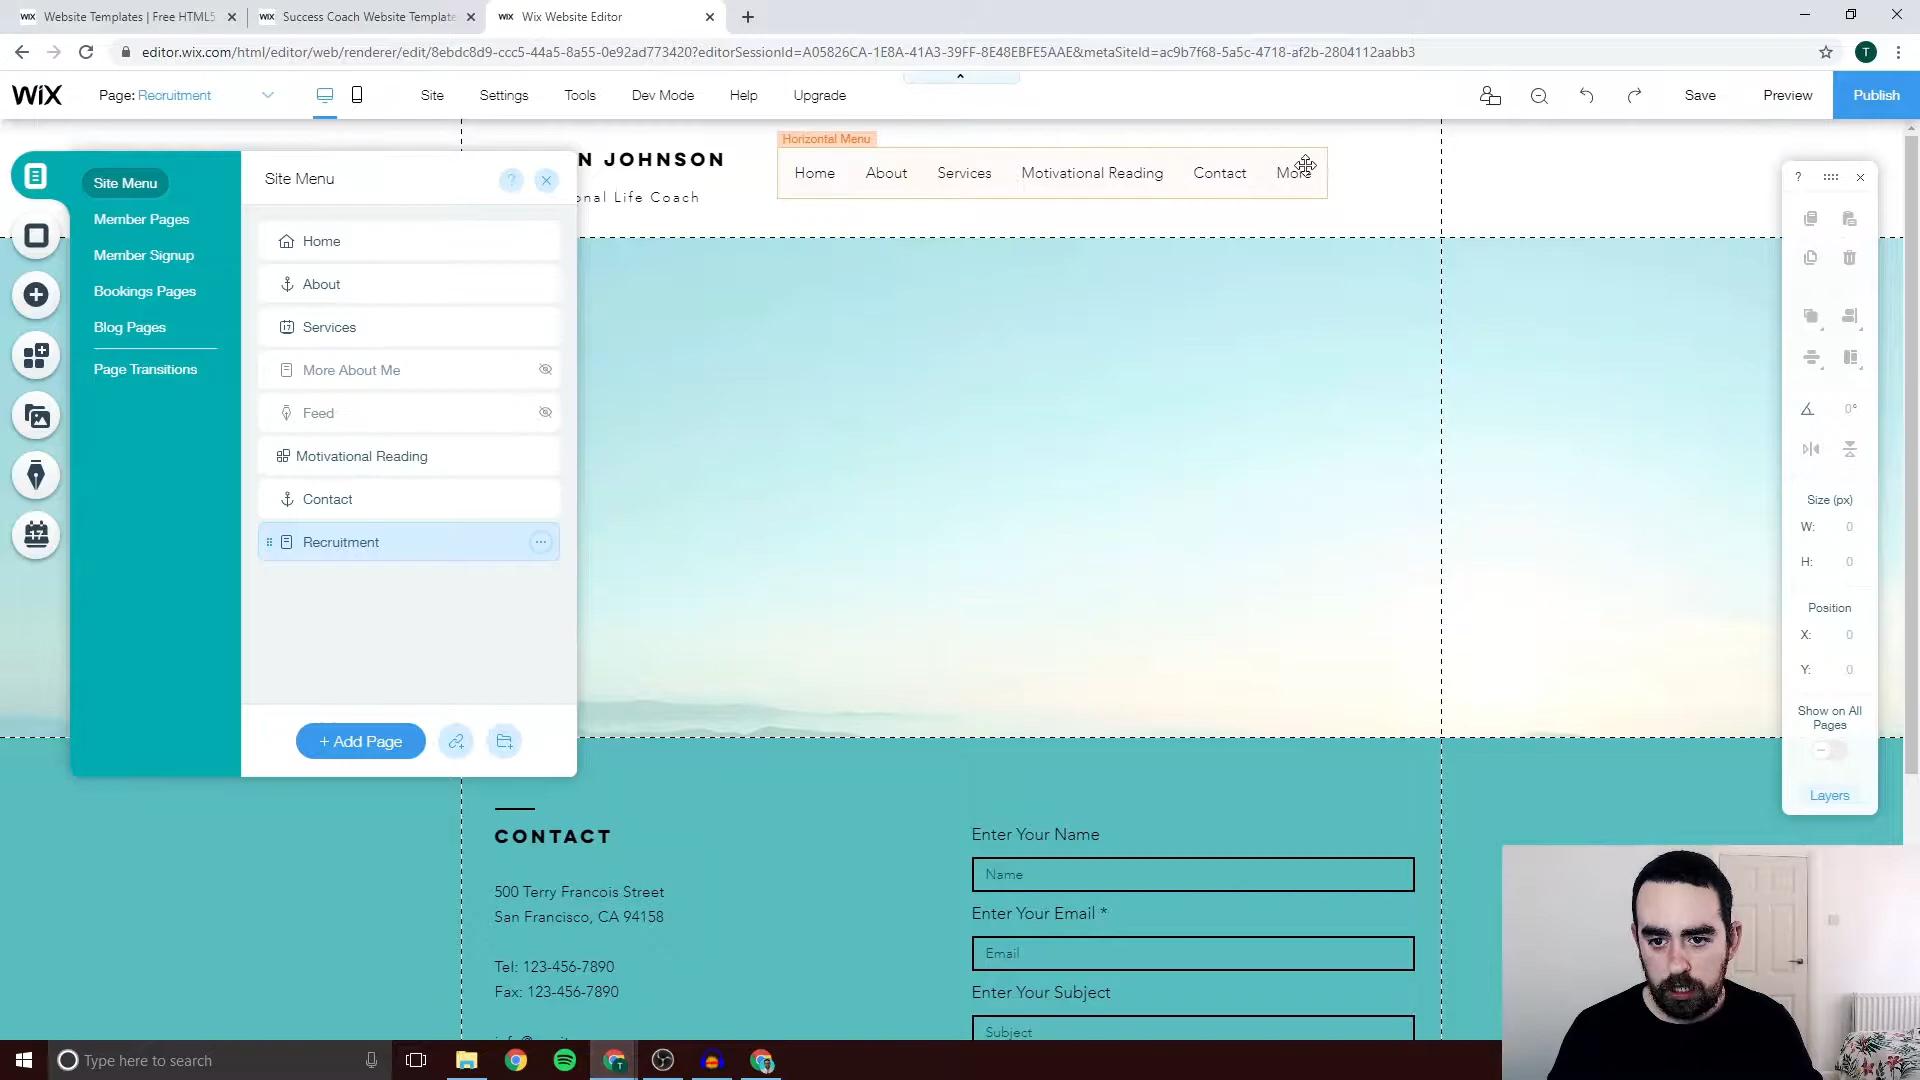 Website Templates | Free HTML5
Success Coach Website Template
Wix Website Editor
editor.wix.com/html/editor/web/renderer/edit/8ebdc8d9-ccc5-44a5-8a55-0e92ad773420?editorSessionId=A05826CA-1E8A-41A3-39FF-8E48EBFE5AAE&metaSiteId=ac9b7f68-5a5c-4718-af2b-2804112aabb3
T
WiX
Page: Recruitment
Site
Settings
Tools
Dev Mode
Help
Upgrade
Save
Preview
Publish
Site Menu
Member Pages
Member Signup
Bookings Pages
Blog Pages
Page Transitions
Site Menu
?
Home
About
Services
More About Me
Feed
Motivational Reading
Contact
Recruitment
+ Add Page
N JOHNSON
onal Life Coach
Horizontal Menu
Home
About
Services
Motivational Reading
Contact
More
?
0°
Size (px)
W: 0
H: 0
Position
X: 0
Y: 0
Show on All
Pages
Layers
CONTACT
500 Terry Francois Street
San Francisco, CA 94158
Tel: 123-456-7890
Fax: 123-456-7890
Enter Your Name
Name
Enter Your Email *
Email
Enter Your Subject
Subject
Type here to search